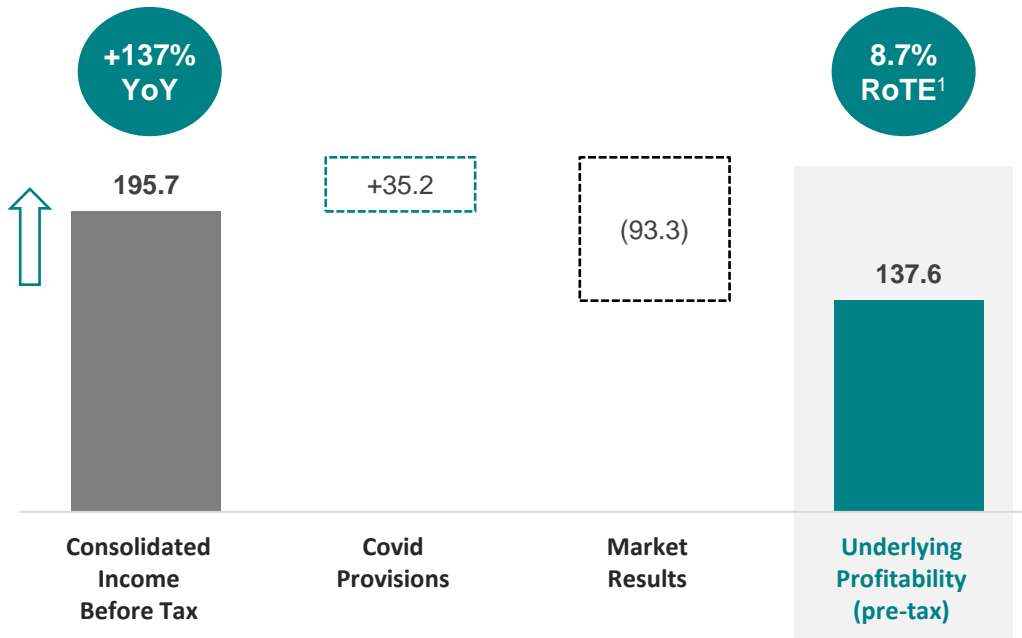 +137%
YoY
8.7%
RoTE¹
195.7
+35.2
(93.3)
137.6
Consolidated
Income
Before Tax
Covid
Provisions
Market
Results
Underlying
Profitability
(pre-tax)